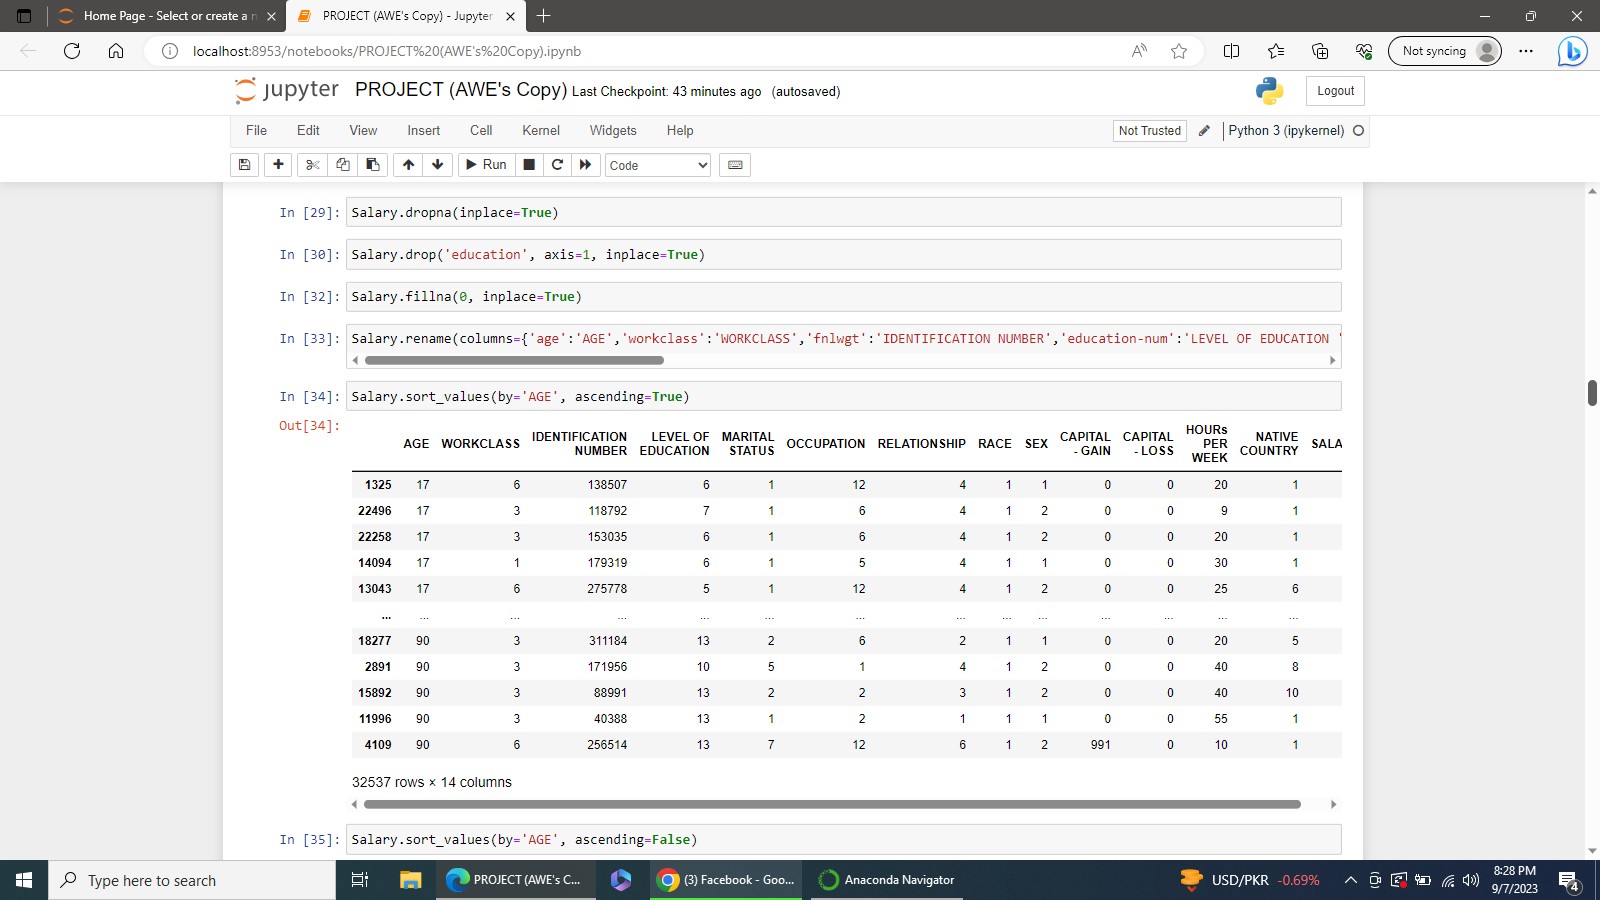 Home Page - Select or create a n
PROJECT (AWE's Copy) - Jupyter
localhost:8953/notebooks/PROJECT%20(AWE's%20Copy).ipynb
Not syncing
jupyter PROJECT (AWE's Copy) Last Checkpoint: 43 minutes ago (autosaved)
Logout
File Edit View Insert Cell Kernel Widgets Help
Not Trusted
Python 3 (ipykernel)
Run
Code
In [29]: Salary.dropna(inplace=True)
In [30]: Salary.drop('education', axis=1, inplace=True)
In [32]: Salary.fillna(0, inplace=True)
In [33]: Salary.rename(columns={'age':'AGE','workclass':'WORKCLASS','fnlwgt':'IDENTIFICATION NUMBER','education-num':'LEVEL OF EDUCATION '
In [34]: Salary.sort_values(by='AGE', ascending=True)
Out[34]:
AGE WORKCLASS IDENTIFICATION NUMBER LEVEL OF EDUCATION MARITAL STATUS OCCUPATION RELATIONSHIP RACE SEX CAPITAL - GAIN CAPITAL - LOSS HOURs PER WEEK NATIVE COUNTRY SALA
1325 17 6 138507 6 1 12 4 1 1 0 0 20 1
22496 17 3 118792 7 1 6 4 1 2 0 0 9 1
22258 17 3 153035 6 1 6 4 1 2 0 0 20 1
14094 17 1 179319 6 1 5 4 1 1 0 0 30 1
13043 17 6 275778 5 1 12 4 1 2 0 0 25 6
... ... ... ... ... ... ... ... ... ... ... ... ... ...
18277 90 3 311184 13 2 6 2 1 1 0 0 20 5
2891 90 3 171956 10 5 1 4 1 2 0 0 40 8
15892 90 3 88991 13 2 2 3 1 2 0 0 40 10
11996 90 3 40388 13 1 2 1 1 1 0 0 55 1
4109 90 6 256514 13 7 12 6 1 2 991 0 10 1
32537 rows × 14 columns
In [35]: Salary.sort_values(by='AGE', ascending=False)
Type here to search
PROJECT (AWE's C...
(3) Facebook - Goo...
Anaconda Navigator
USD/PKR -0.69%
8:28 PM
9/7/2023
4